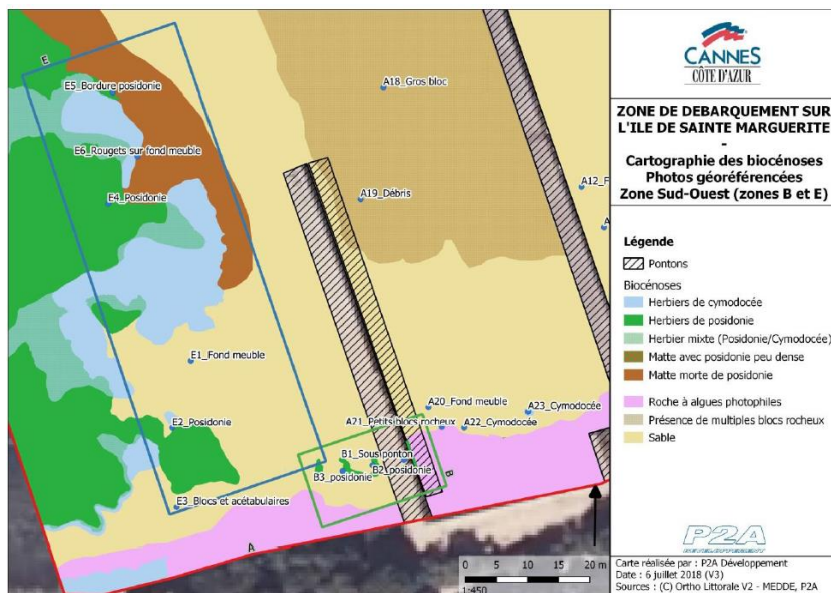 E
E5_Bordure posidonie
E6_Rougets sur fond meuble
E4_Posidonie
A18_Gros bloc
A19_Débris
A12_F
A
E1_Fond meuble
E2_Posidonie
E3_Blocs et acétabulaires
A20_Fond meuble
A23_Cymodocée
A21_Petits blocs rocheux
A22_Cymodocée
B1_Sous ponton
B2_posidonie
B3_posidonie
B
A
0 5 10 15 20 m
1:450
CANNES
CÔTE D'AZUR
ZONE DE DEBARQUEMENT SUR
L'ILE DE SAINTE MARGUERITE
-
Cartographie des biocénoses
Photos géoréférencées
Zone Sud-Ouest (zones B et E)
Légende
Pontons
Biocénoses
Herbiers de cymodocée
Herbiers de posidonie
Herbier mixte (Posidonie/Cymodocée)
Matte avec posidonie peu dense
Matte morte de posidonie
Roche à algues photophiles
Présence de multiples blocs rocheux
Sable
P2A
DEVELOPPEMENT
Carte réalisée par : P2A Développement
Date : 6 juillet 2018 (V3)
Sources : (C) Ortho Littorale V2 - MEDDE, P2A